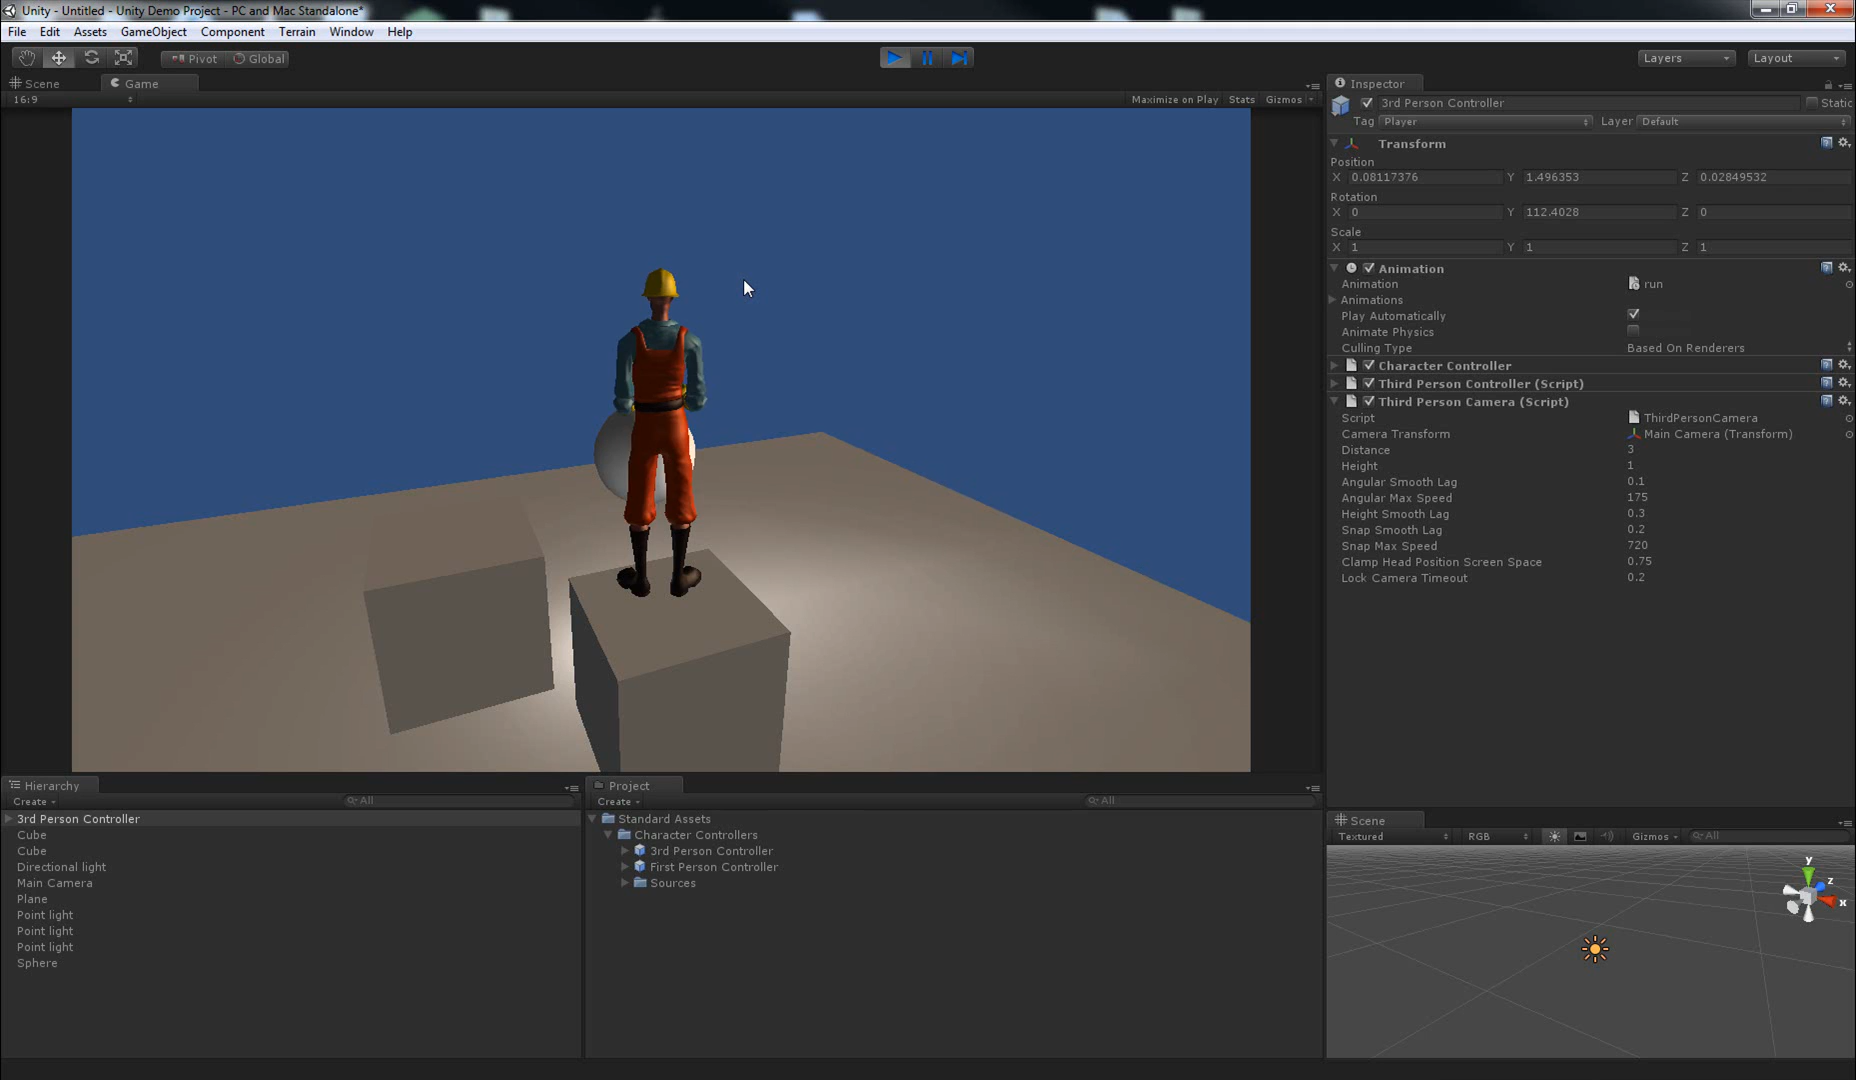 Unity - Untitled - Unity Demo Project - PC and Mac Standalone*
File Edit Assets GameObject Component Terrain Window Help
Pivot Global Layers Layout
Scene Game
16:9 Maximize on Play Stats Gizmos
Inspector
3rd Person Controller Static
Tag Player Layer Default
Transform
Position
X 0.08117376 Y 1.496353 Z 0.02849532
Rotation
X 0 Y 112.4028 Z 0
Scale
X 1 Y 1 Z 1
Animation
Animation run
Animations
Play Automatically
Animate Physics
Culling Type Based On Renderers
Character Controller
Third Person Controller (Script)
Third Person Camera (Script)
Script ThirdPersonCamera
Camera Transform Main Camera (Transform)
Distance 3
Height 1
Angular Smooth Lag 0.1
Angular Max Speed 175
Height Smooth Lag 0.3
Snap Smooth Lag 0.2
Snap Max Speed 720
Clamp Head Position Screen Space 0.75
Lock Camera Timeout 0.2
Hierarchy
Create All
3rd Person Controller
Cube
Cube
Directional light
Main Camera
Plane
Point light
Point light
Point light
Sphere
Project
Create All
Standard Assets
Character Controllers
3rd Person Controller
First Person Controller
Sources
Scene
Textured RGB Gizmos All
y
z
x